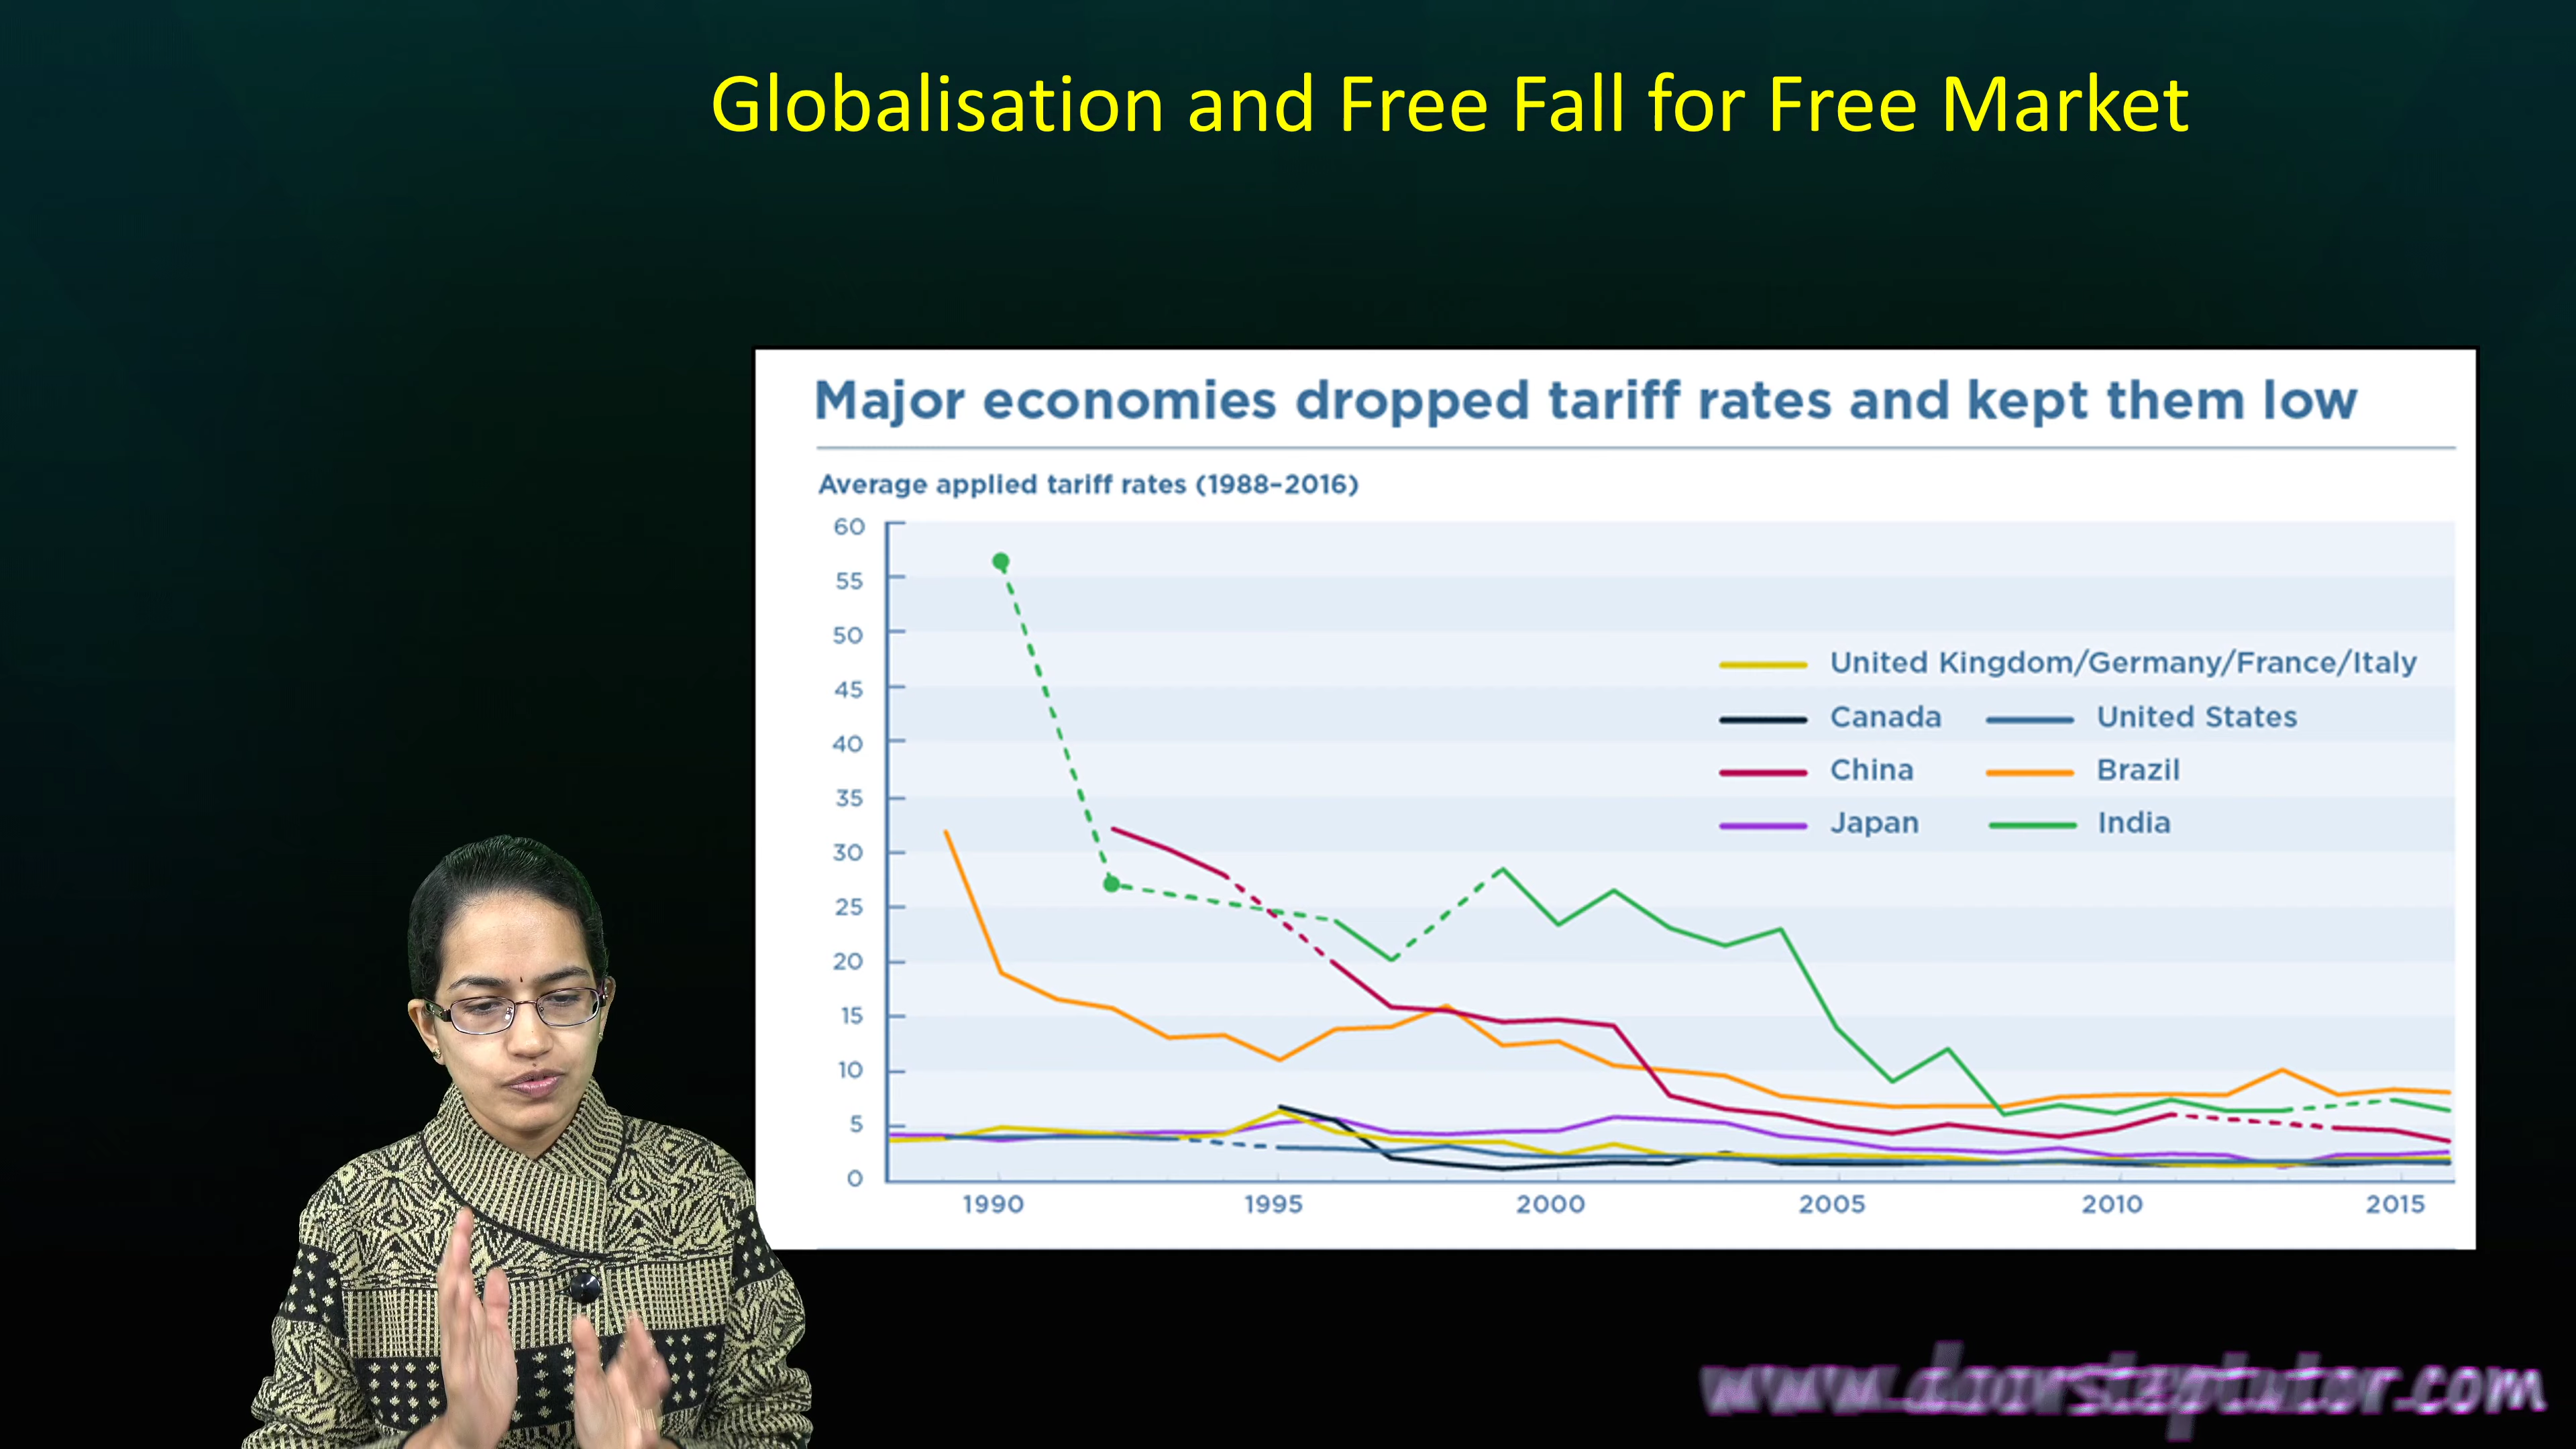 Globalisation and Free Fall for Free Market
Major economies dropped tariff rates and kept them low
Average applied tariff rates (1988–2016)
60
55
50
45
40
35
30
25
20
15
10
5
0
United Kingdom/Germany/France/Italy
Canada United States
China Brazil
Japan India
1990 1995 2000 2005 2010 2015
www.doorsteptutor.com